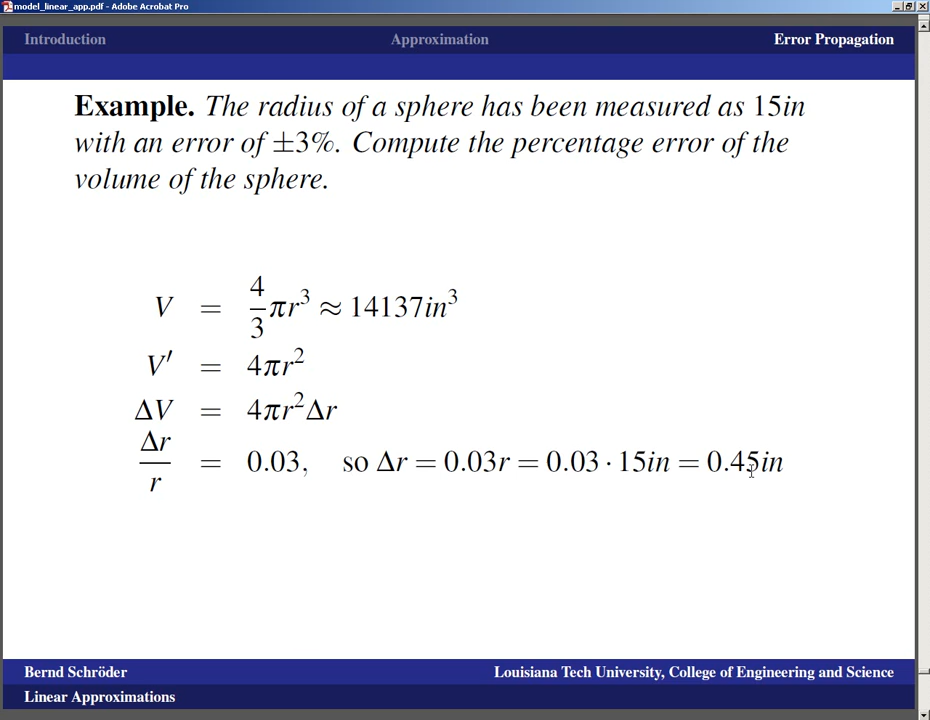 model_linear_app.pdf - Adobe Acrobat Pro
Introduction Approximation Error Propagation
Example. The radius of a sphere has been measured as 15in
with an error of ±3%. Compute the percentage error of the
volume of the sphere.
V = 4/3 πr³ ≈ 14137in³
V′ = 4πr²
ΔV = 4πr²Δr
Δr/r = 0.03, so Δr = 0.03r = 0.03 · 15in = 0.45in
Bernd Schröder Louisiana Tech University, College of Engineering and Science
Linear Approximations